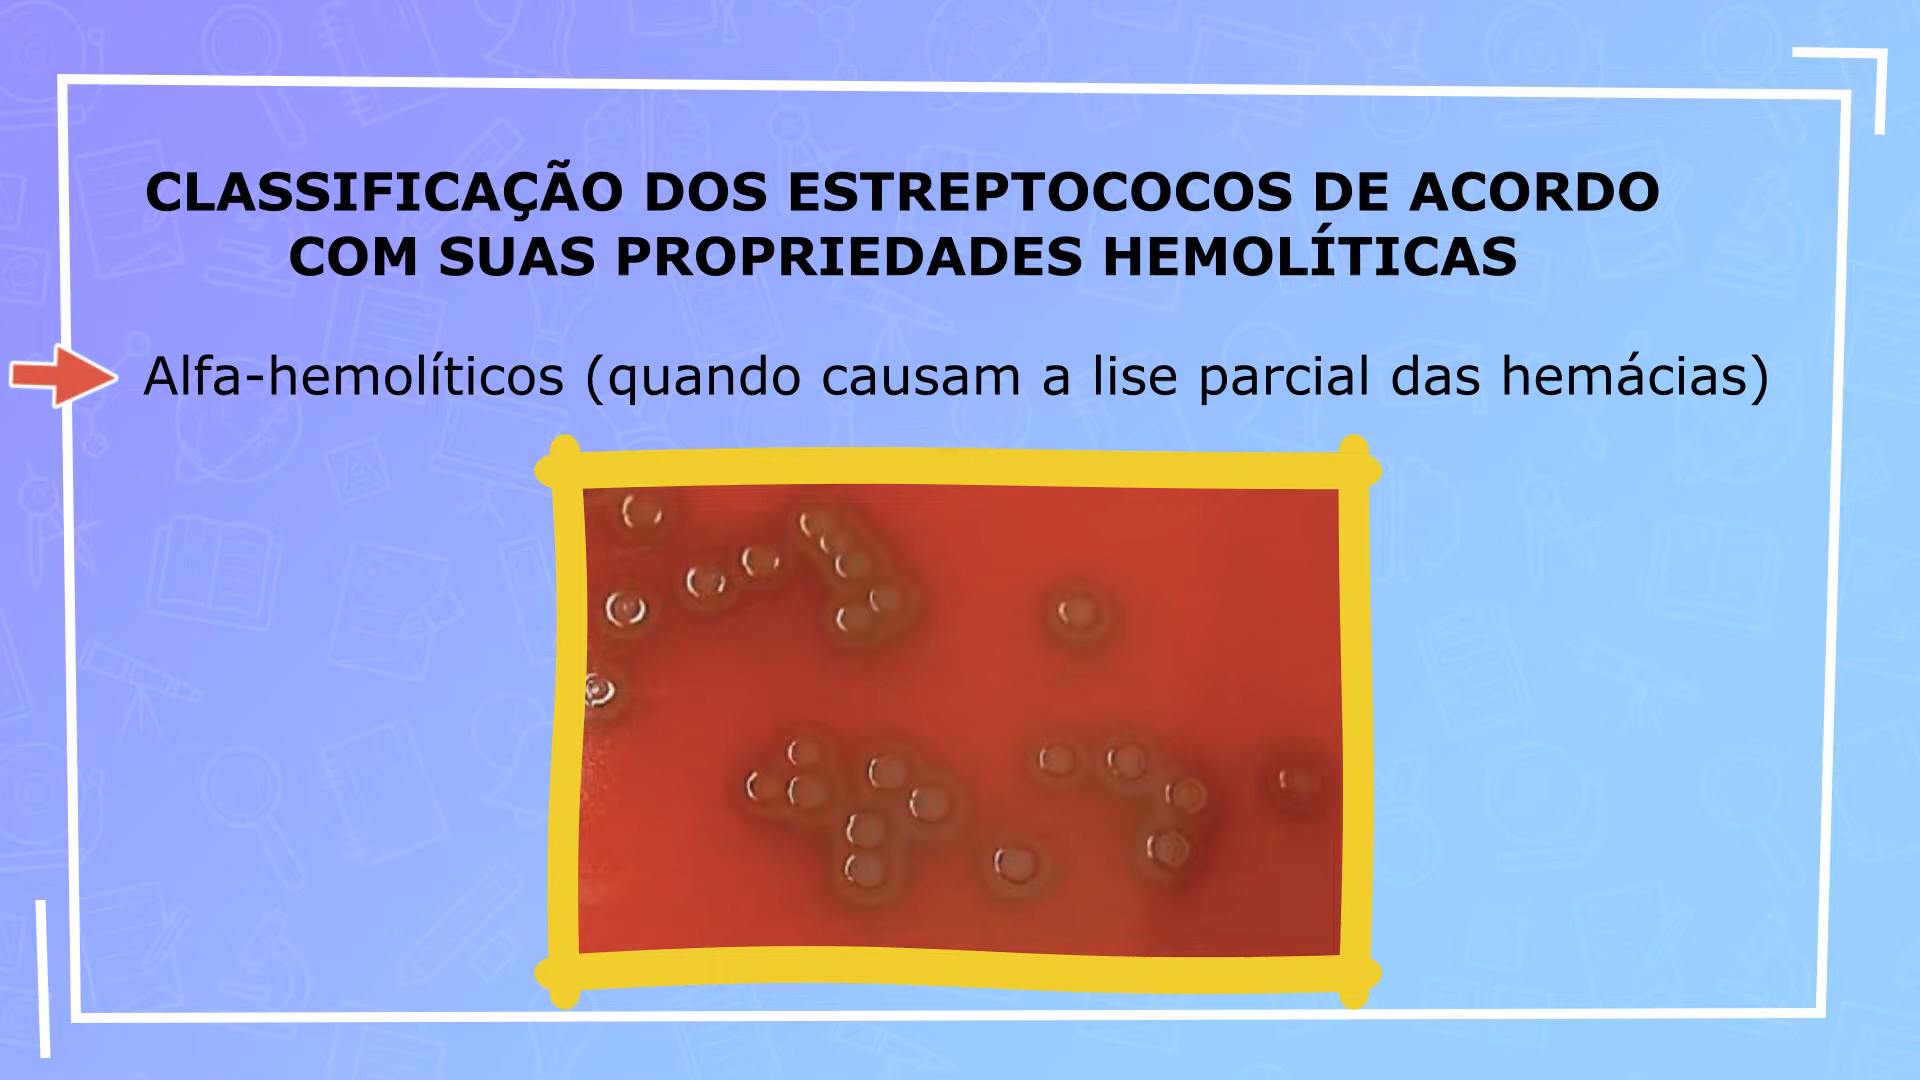 CLASSIFICAÇÃO DOS ESTREPTOCOCOS DE ACORDO
COM SUAS PROPRIEDADES HEMOLÍTICAS
Alfa-hemolíticos (quando causam a lise parcial das hemácias)